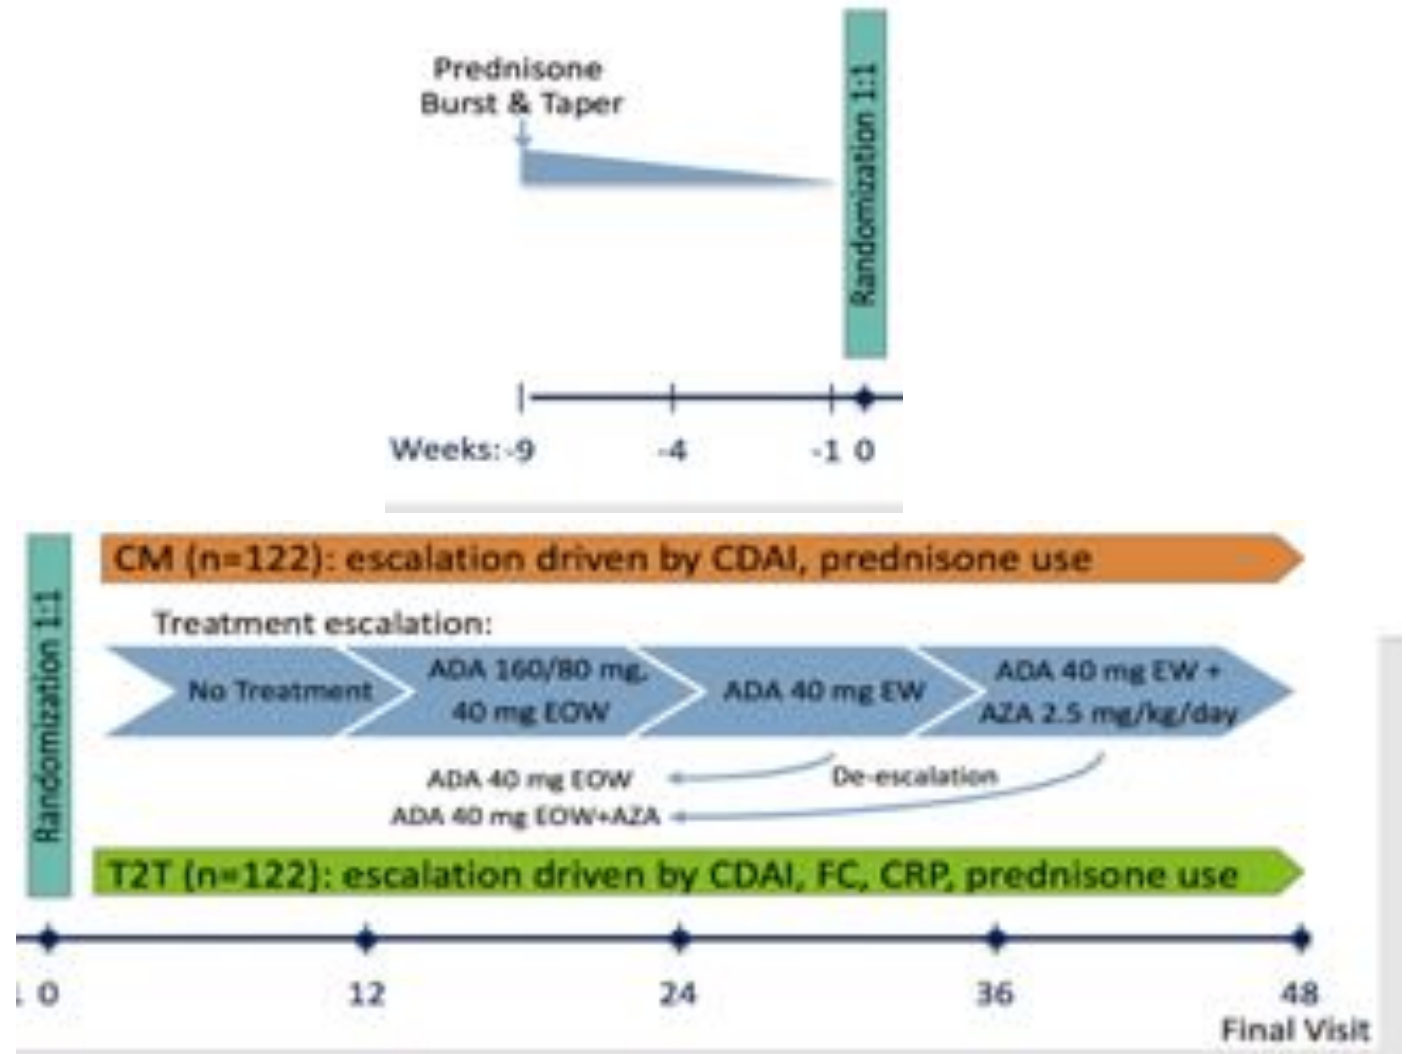 Prednisone
Burst & Taper
Randomization 1:1
Weeks: -9 -4 -1 0
CM (n=122): escalation driven by CDAI, prednisone use
Randomization 1:1
Treatment escalation:
No Treatment
ADA 160/80 mg,
40 mg EOW
ADA 40 mg EW
ADA 40 mg EW +
AZA 2.5 mg/kg/day
ADA 40 mg EOW
De-escalation
ADA 40 mg EOW+AZA
T2T (n=122): escalation driven by CDAI, FC, CRP, prednisone use
0 12 24 36 48
Final Visit